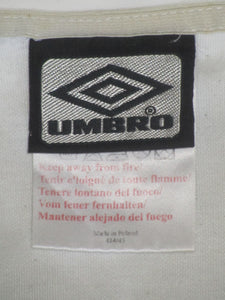 UMBRO®
Keep away from fire/
Tenir eloigné de toute flamme/
Tenere lontano dal fuoco/
Vom feuer fernhalten/
Mantener alejado del fuego
Made in Poland